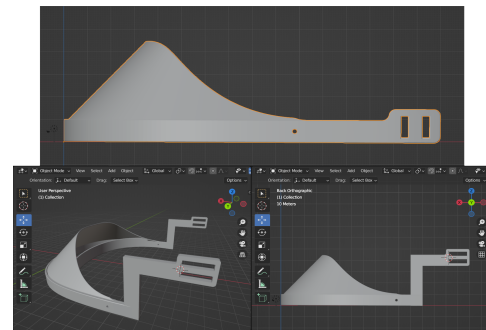 Object Mode View Select Add Object Global
Orientation: Default Drag: Select Box Options
User Perspective
(1) Collection
Object Mode View Select Add Object Global
Orientation: Default Drag: Select Box Options
Back Orthographic
(1) Collection
10 Meters